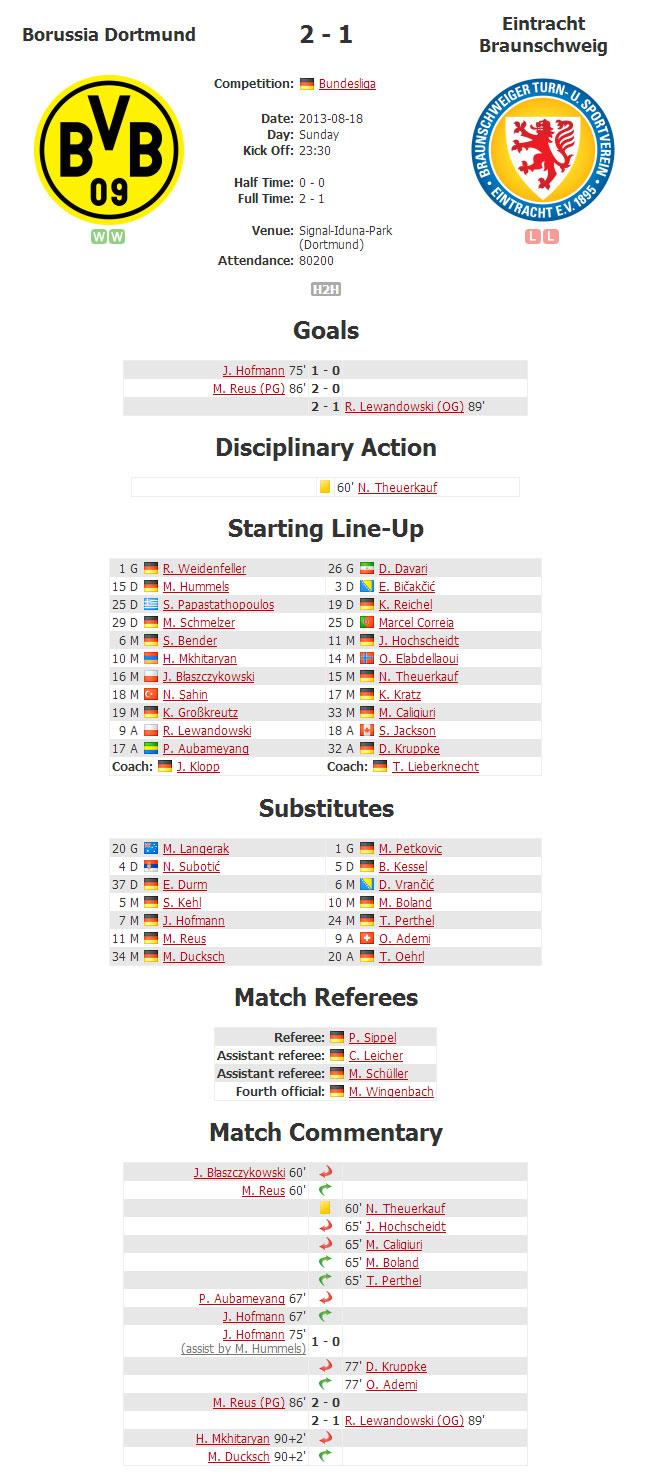 Borussia Dortmund
2 - 1
Eintracht
Braunschweig
BVB
09
BRAUNSCHWEIGER TURN- U. SPORTVEREIN
EINTRACHT E.V. 1895
W W
L L
Competition: Bundesliga
Date: 2013-08-18
Day: Sunday
Kick Off: 23:30
Half Time: 0 - 0
Full Time: 2 - 1
Venue: Signal-Iduna-Park
(Dortmund)
Attendance: 80200
H2H
Goals
J. Hofmann 75' 1 - 0
M. Reus (PG) 86' 2 - 0
2 - 1 R. Lewandowski (OG) 89'
Disciplinary Action
60' N. Theuerkauf
Starting Line-Up
1 G R. Weidenfeller 26 G D. Davari
15 D M. Hummels 3 D E. Bičakčić
25 D S. Papastathopoulos 19 D K. Reichel
29 D M. Schmelzer 25 D Marcel Correia
6 M S. Bender 11 M J. Hochscheidt
10 M H. Mkhitaryan 14 M O. Elabdellaoui
16 M J. Błaszczykowski 15 M N. Theuerkauf
18 M N. Sahin 17 M K. Kratz
19 M K. Großkreutz 33 M M. Caligiuri
9 A R. Lewandowski 18 A S. Jackson
17 A P. Aubameyang 32 A D. Kruppke
Coach: J. Klopp Coach: T. Lieberknecht
Substitutes
20 G M. Langerak 1 G M. Petkovic
4 D N. Subotić 5 D B. Kessel
37 D E. Durm 6 M D. Vrančić
5 M S. Kehl 10 M M. Boland
7 M J. Hofmann 24 M T. Perthel
11 M M. Reus 9 A O. Ademi
34 M M. Ducksch 20 A T. Oehrl
Match Referees
Referee: P. Sippel
Assistant referee: C. Leicher
Assistant referee: M. Schüller
Fourth official: M. Wingenbach
Match Commentary
J. Błaszczykowski 60'
M. Reus 60'
60' N. Theuerkauf
65' J. Hochscheidt
65' M. Caligiuri
65' M. Boland
65' T. Perthel
P. Aubameyang 67'
J. Hofmann 67'
J. Hofmann 75'
(assist by M. Hummels) 1 - 0
77' D. Kruppke
77' O. Ademi
M. Reus (PG) 86' 2 - 0
2 - 1 R. Lewandowski (OG) 89'
H. Mkhitaryan 90+2'
M. Ducksch 90+2'